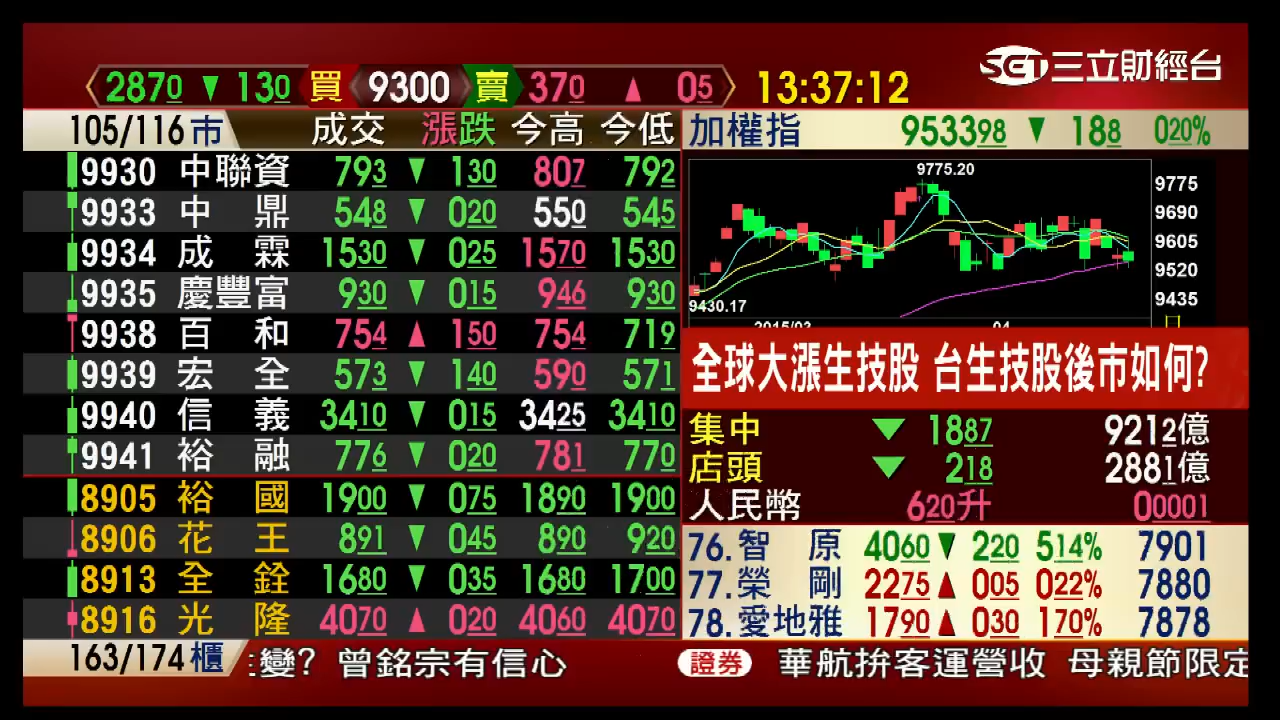 2870 ▼ 130 買 9300 賣 370 ▲ 05 13:37:12 SET 三立財經台
105/116 市 成交 漲跌 今高 今低
9930 中聯資 793 ▼ 130 807 792
9933 中鼎 548 ▼ 020 550 545
9934 成霖 1530 ▼ 025 1570 1530
9935 慶豐富 930 ▼ 015 946 930
9938 百和 754 ▲ 150 754 719
9939 宏全 573 ▼ 140 590 571
9940 信義 3410 ▼ 015 3425 3410
9941 裕融 776 ▼ 020 781 770
8905 裕國 1900 ▼ 075 1890 1900
8906 花王 891 ▼ 045 890 920
8913 全銓 1680 ▼ 035 1680 1700
8916 光隆 4070 ▲ 020 4060 4070
163/174 櫃
加權指 953398 ▼ 188 020%
9775.20
9775
9690
9605
9520
9435
9430.17
2015/03 04
日
全球大漲生技股 台生技股後市如何?
集中 ▼ 1887 9212億
店頭 ▼ 218 2881億
人民幣 620升 00001
76.智原 4060 ▼ 220 514% 7901
77.榮剛 2275 ▲ 005 022% 7880
78.愛地雅 1790 ▲ 030 170% 7878
變? 曾銘宗有信心 證券 華航拚客運營收 母親節限定